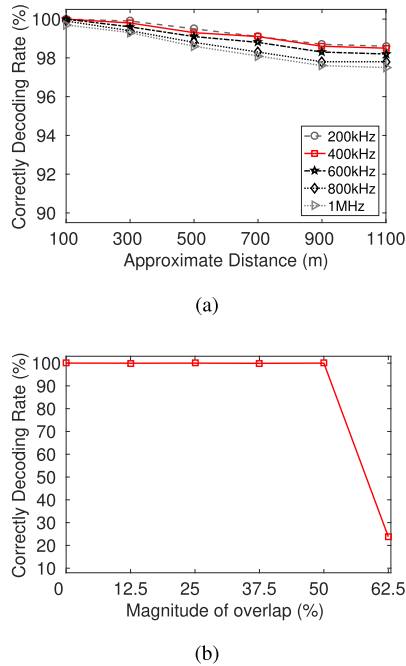 100
98
96
94
92
90
Correctly Decoding Rate (%)
200kHz
400kHz
600kHz
800kHz
1MHz
100 300 500 700 900 1100
Approximate Distance (m)
(a)
100
90
80
70
60
50
40
30
20
10
Correctly Decoding Rate (%)
0 12.5 25 37.5 50 62.5
Magnitude of overlap (%)
(b)